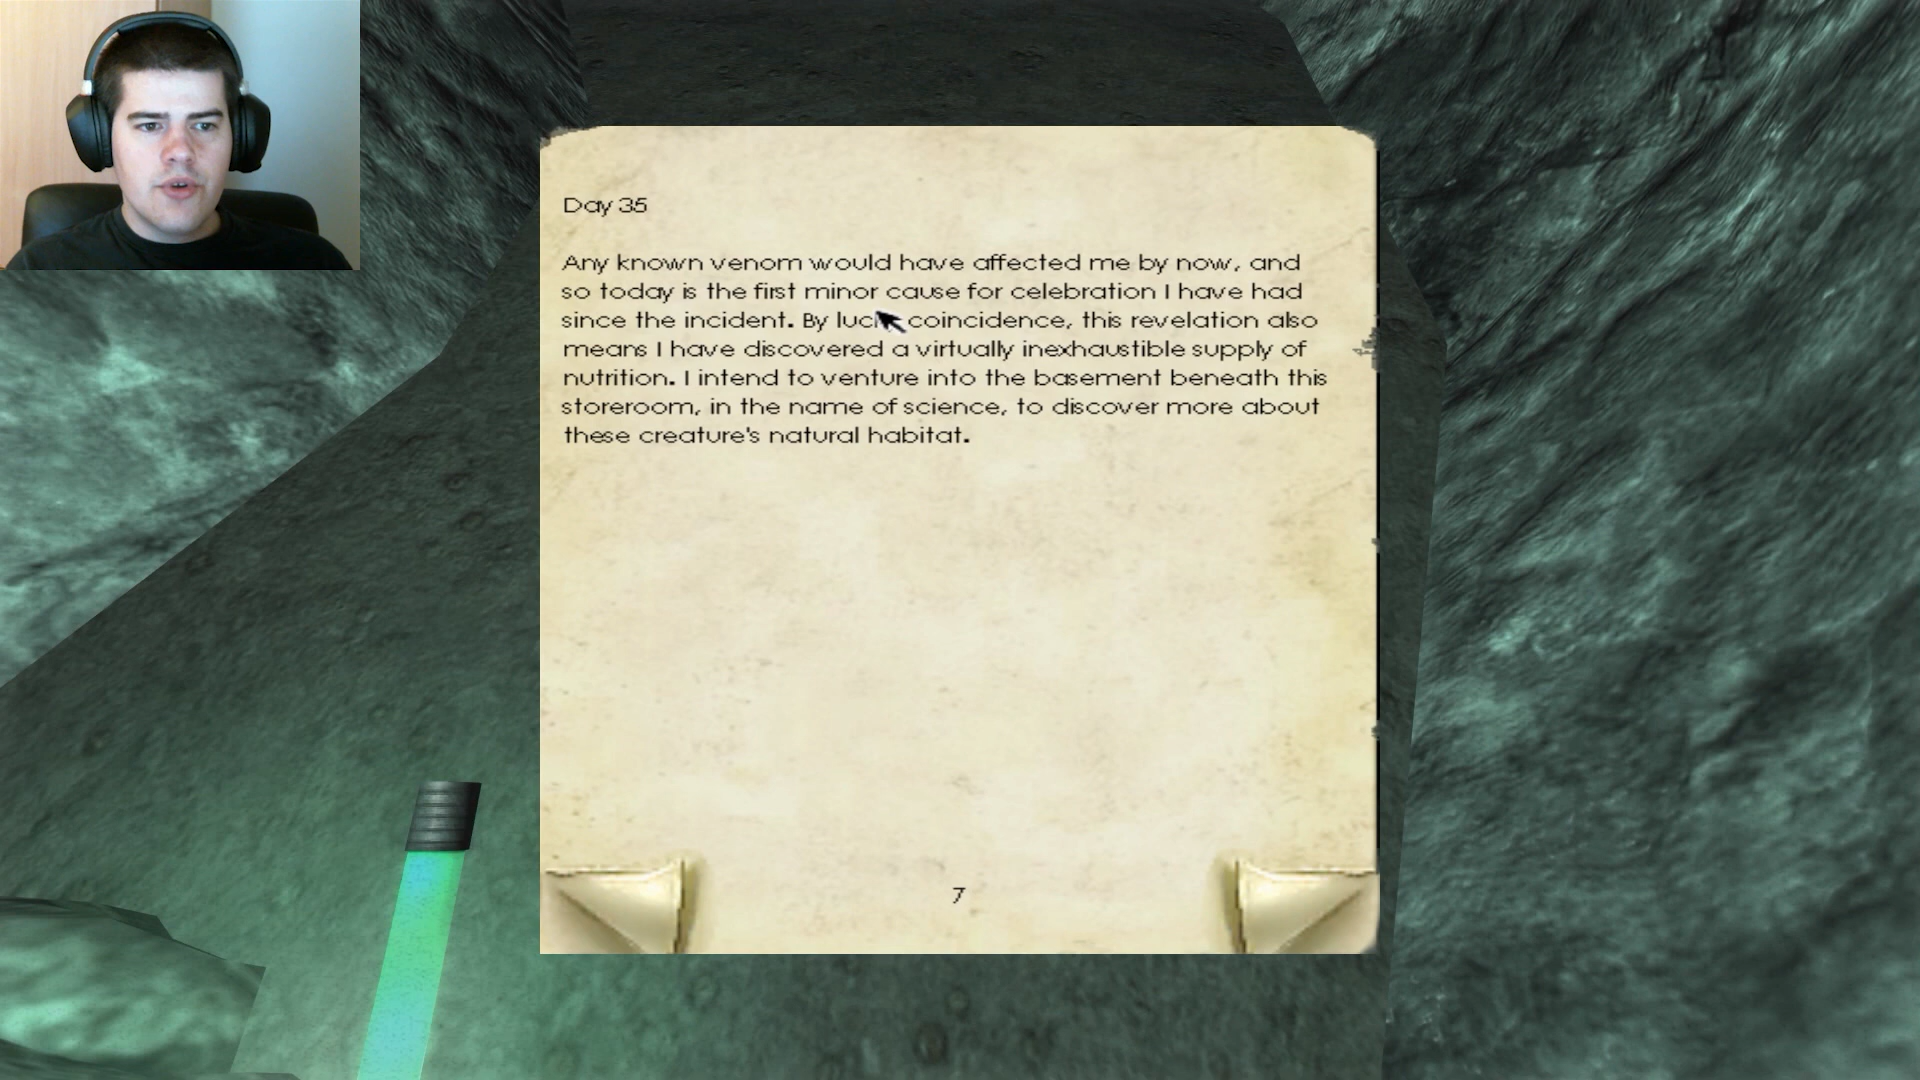 Day 35
Any known venom would have affected me by now, and
so today is the first minor cause for celebration I have had
since the incident. By coincidence, this revelation also
means I have discovered a virtually inexhaustible supply of
nutrition. I intend to venture into the basement beneath this
storeroom, in the name of science, to discover more about
these creature's natural habitat.
7